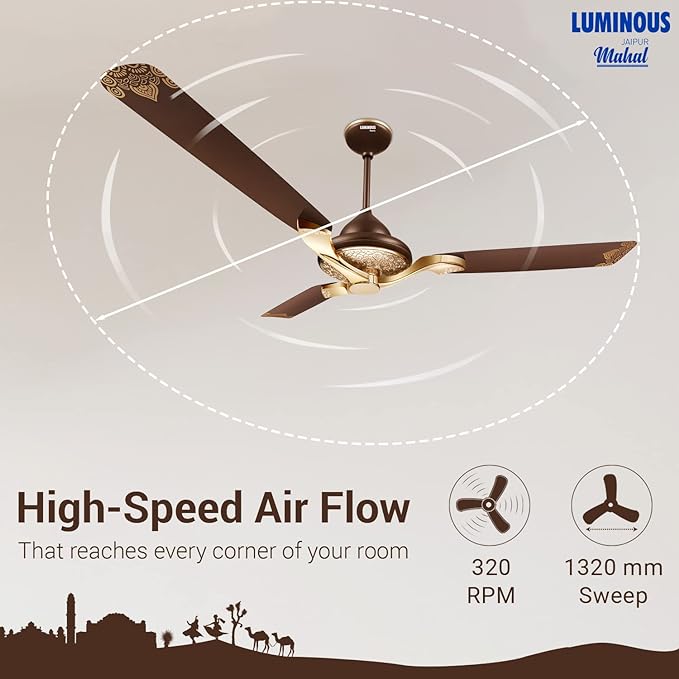 LUMINOUS
JAIPUR
Mahal
LUMINOUS
High-Speed Air Flow
That reaches every corner of your room
320
RPM
1320 mm
Sweep